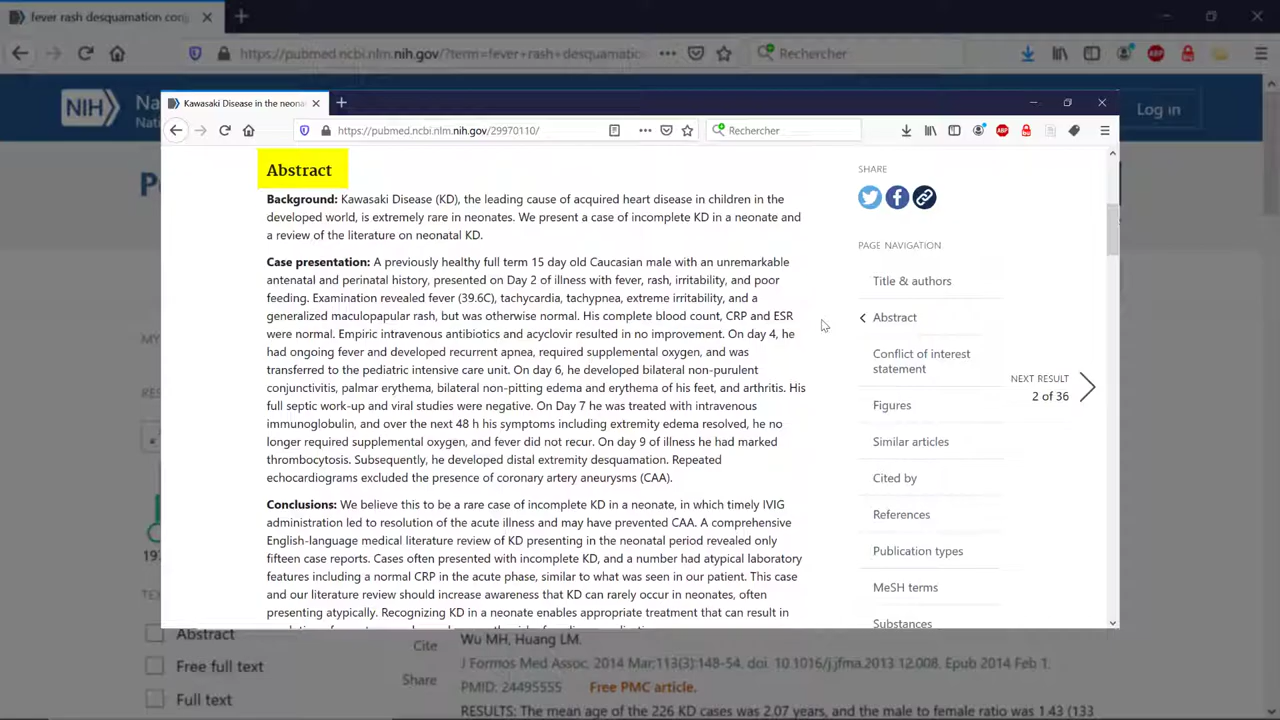 fever rash desquamation con
https://pubmed.ncbi.nlm.nih.gov/?term=fever+rash+desquamatio
Rechercher
NIH
Log in
Kawasaki Disease in the neona
https://pubmed.ncbi.nlm.nih.gov/29970110/
Rechercher
Abstract
Background: Kawasaki Disease (KD), the leading cause of acquired heart disease in children in the
developed world, is extremely rare in neonates. We present a case of incomplete KD in a neonate and
a review of the literature on neonatal KD.
Case presentation: A previously healthy full term 15 day old Caucasian male with an unremarkable
antenatal and perinatal history, presented on Day 2 of illness with fever, rash, irritability, and poor
feeding. Examination revealed fever (39.6C), tachycardia, tachypnea, extreme irritability, and a
generalized maculopapular rash, but was otherwise normal. His complete blood count, CRP and ESR
were normal. Empiric intravenous antibiotics and acyclovir resulted in no improvement. On day 4, he
had ongoing fever and developed recurrent apnea, required supplemental oxygen, and was
transferred to the pediatric intensive care unit. On day 6, he developed bilateral non-purulent
conjunctivitis, palmar erythema, bilateral non-pitting edema and erythema of his feet, and arthritis. His
full septic work-up and viral studies were negative. On Day 7 he was treated with intravenous
immunoglobulin, and over the next 48 h his symptoms including extremity edema resolved, he no
longer required supplemental oxygen, and fever did not recur. On day 9 of illness he had marked
thrombocytosis. Subsequently, he developed distal extremity desquamation. Repeated
echocardiograms excluded the presence of coronary artery aneurysms (CAA).
Conclusions: We believe this to be a rare case of incomplete KD in a neonate, in which timely IVIG
administration led to resolution of the acute illness and may have prevented CAA. A comprehensive
English-language medical literature review of KD presenting in the neonatal period revealed only
fifteen case reports. Cases often presented with incomplete KD, and a number had atypical laboratory
features including a normal CRP in the acute phase, similar to what was seen in our patient. This case
and our literature review should increase awareness that KD can rarely occur in neonates, often
presenting atypically. Recognizing KD in a neonate enables appropriate treatment that can result in
SHARE
PAGE NAVIGATION
Title & authors
Abstract
Conflict of interest
statement
Figures
Similar articles
Cited by
References
Publication types
MeSH terms
Substances
NEXT RESULT
2 of 36
Abstract
Free full text
Full text
Cite
Share
Wu MH, Huang LM.
J Formos Med Assoc. 2014 Mar;113(3):148-54. doi: 10.1016/j.jfma.2013.12.008. Epub 2014 Feb 1.
PMID: 24495555 Free PMC article.
RESULTS: The mean age of the 226 KD cases was 2.07 years, and the male to female ratio was 1.43 (133